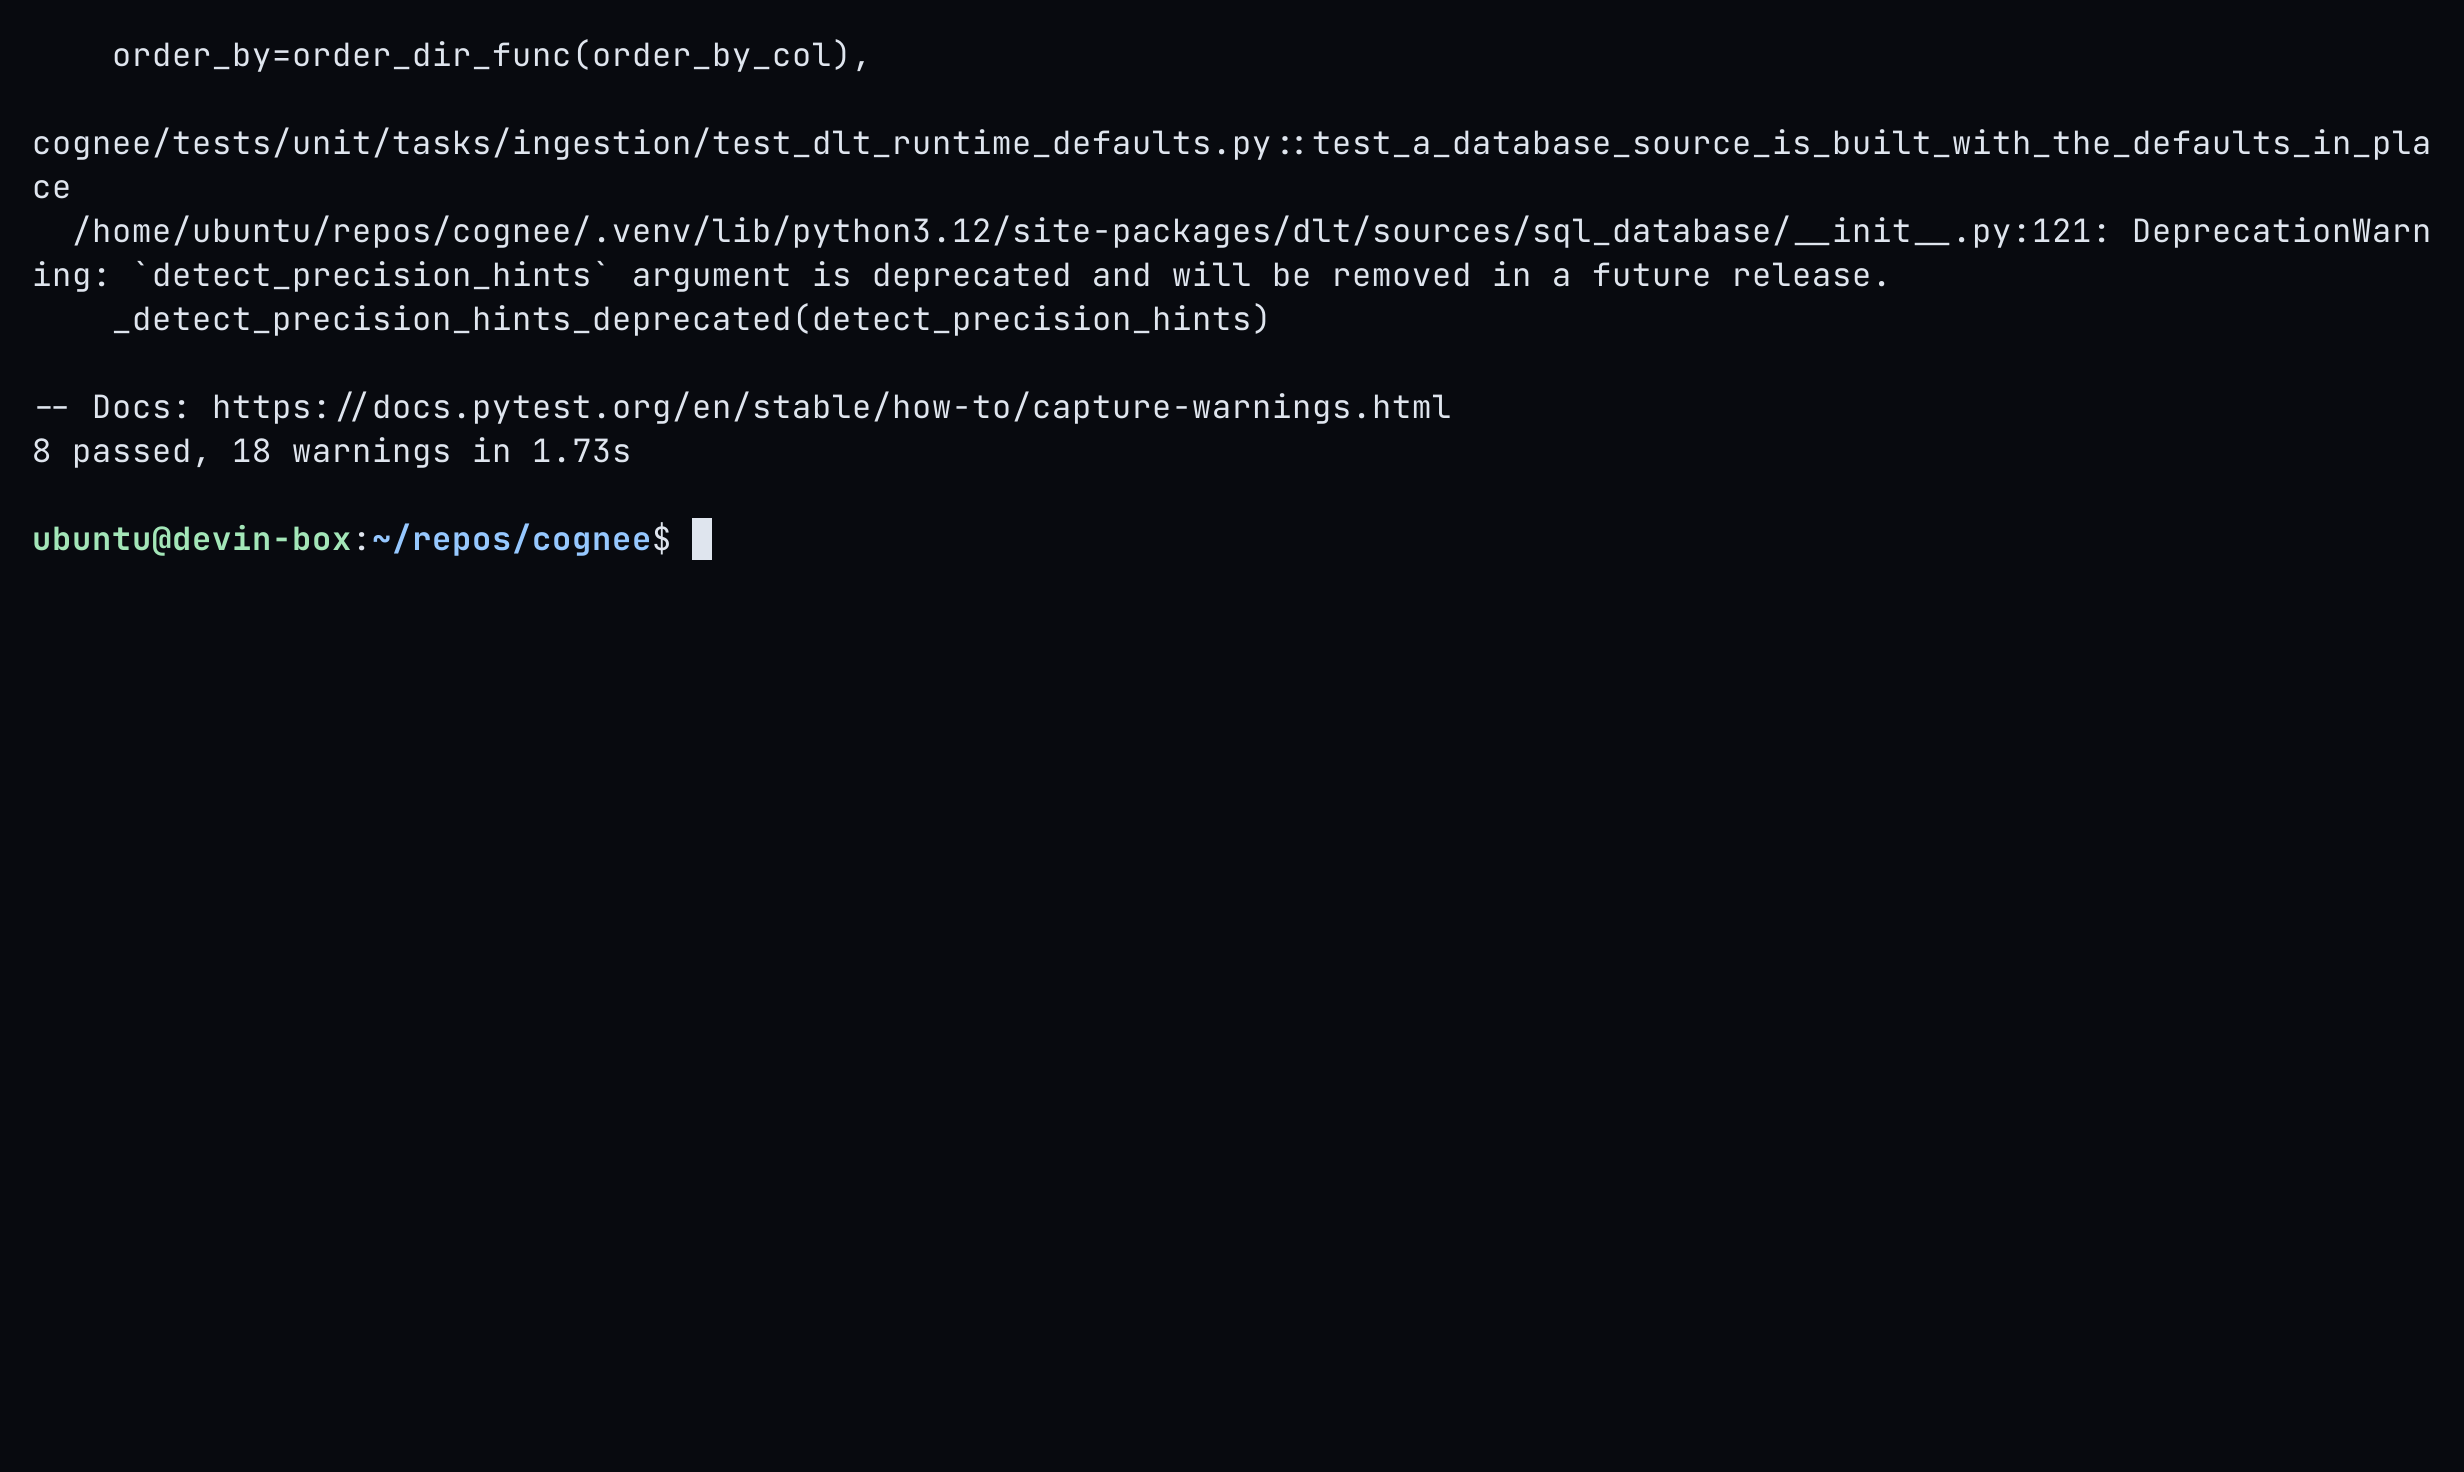 order_by=order_dir_func(order_by_col),
cognee/tests/unit/tasks/ingestion/test_dlt_runtime_defaults.py::test_a_database_source_is_built_with_the_defaults_in_pla
ce
/home/ubuntu/repos/cognee/.venv/lib/python3.12/site-packages/dlt/sources/sql_database/__init__.py:121: DeprecationWarn
ing: `detect_precision_hints` argument is deprecated and will be removed in a future release.
_detect_precision_hints_deprecated(detect_precision_hints)
-- Docs: https://docs.pytest.org/en/stable/how-to/capture-warnings.html
8 passed, 18 warnings in 1.73s
ubuntu@devin-box:~/repos/cognee$